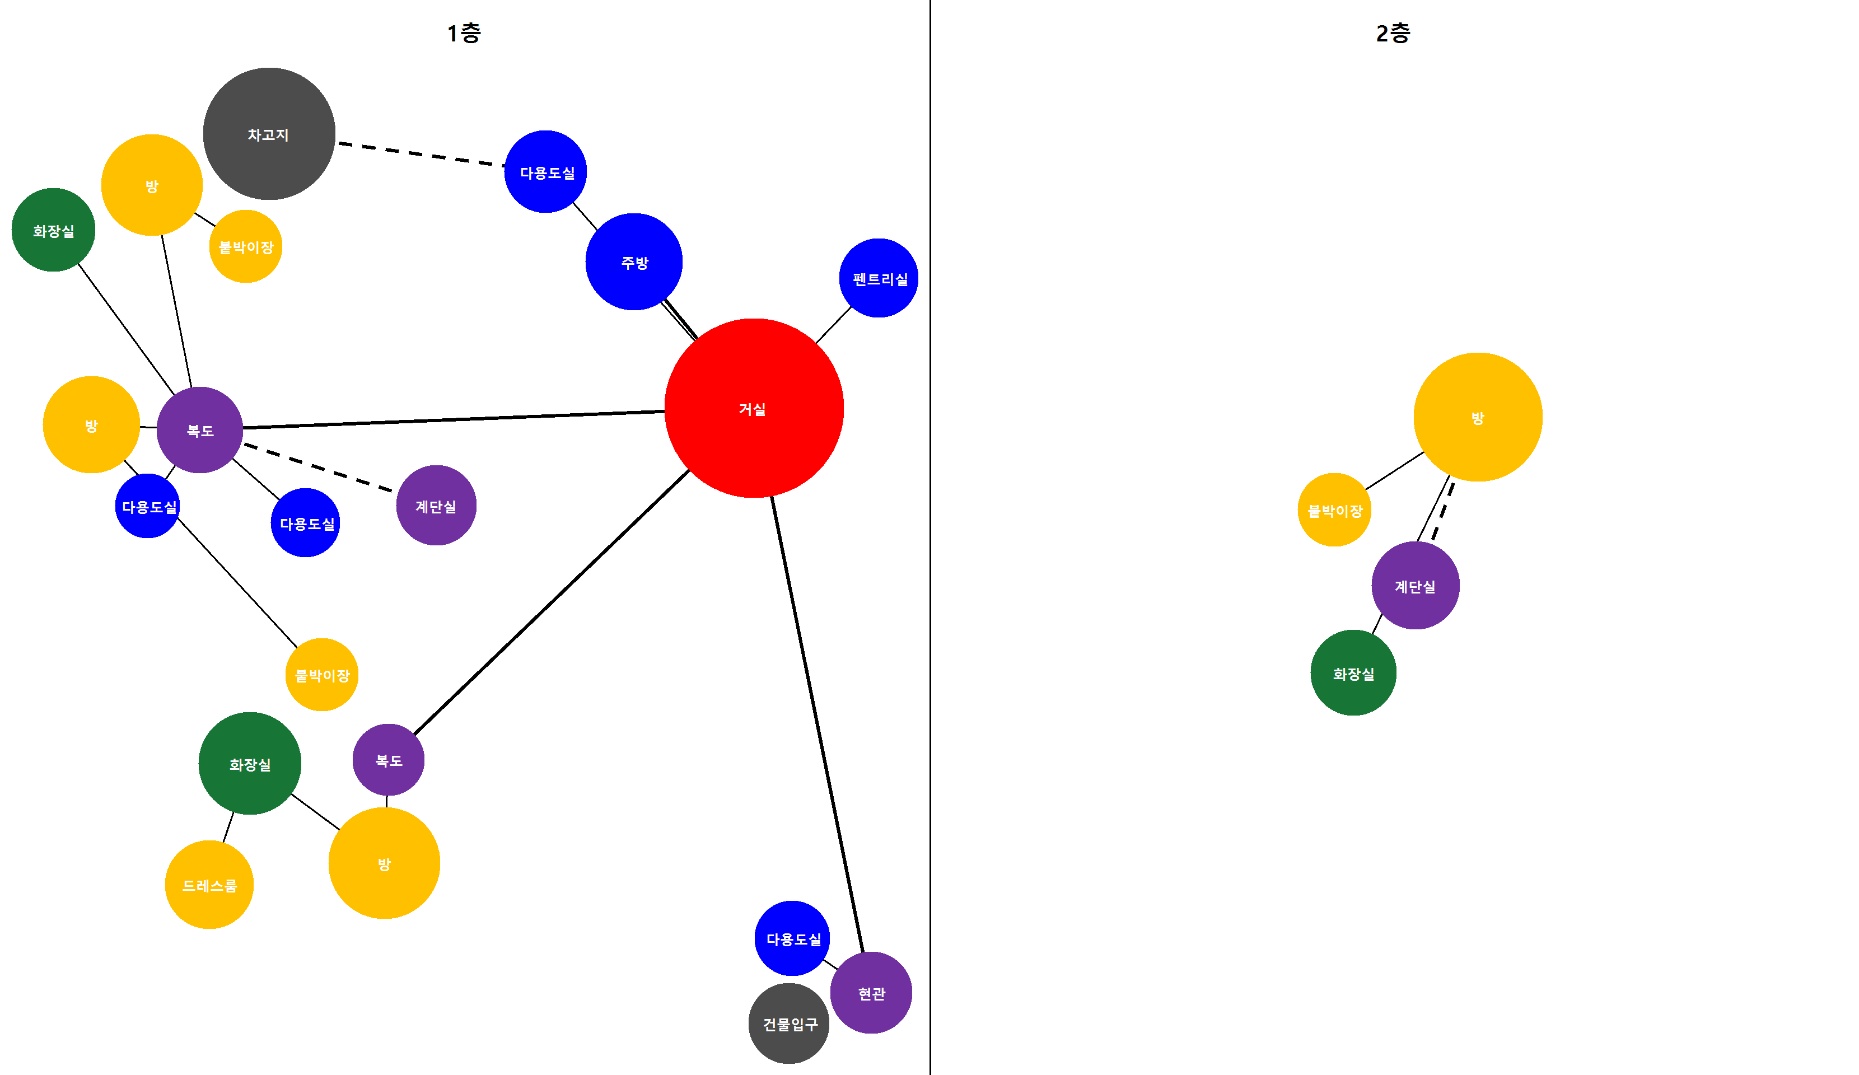 1층
차고지
다용도실
방
붙박이장
화장실
주방
펜트리실
거실
방
복도
계단실
다용도실
다용도실
붙박이장
화장실
복도
방
드레스룸
다용도실
현관
건물입구
2층
방
붙박이장
계단실
화장실